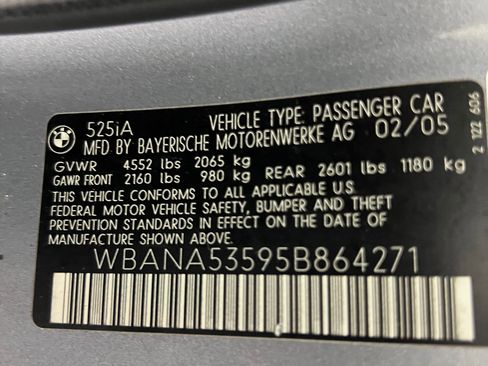 BMW
525iA VEHICLE TYPE: PASSENGER CAR
MFD BY BAYERISCHE MOTORENWERKE AG 02/05
GVWR 4552 lbs 2065 kg
GAWR FRONT 2160 lbs 980 kg REAR 2601 lbs 1180 kg
THIS VEHICLE CONFORMS TO ALL APPLICABLE U.S.
FEDERAL MOTOR VEHICLE SAFETY, BUMPER AND THEFT
PREVENTION STANDARDS IN EFFECT ON THE DATE OF
MANUFACTURE SHOWN ABOVE.
WBANA53595B864271
2 122 606